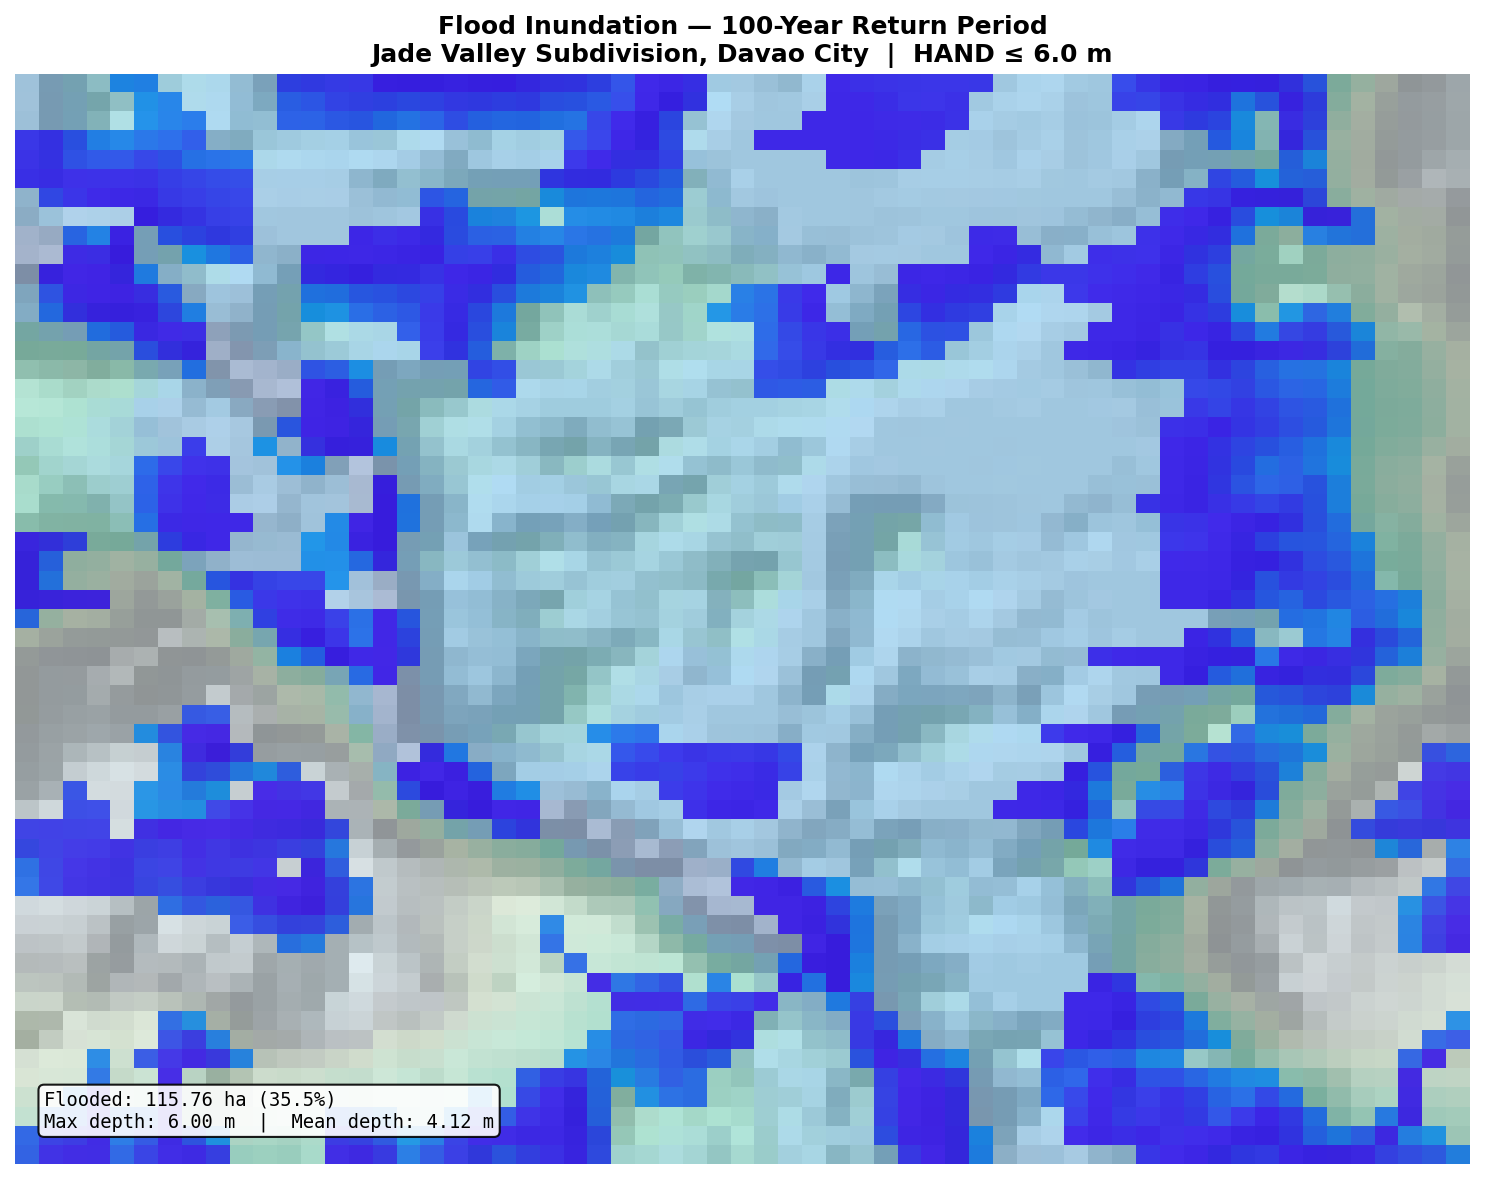 Flood Inundation — 100-Year Return Period
Jade Valley Subdivision, Davao City | HAND ≤ 6.0 m
Flooded: 115.76 ha (35.5%)
Max depth: 6.00 m | Mean depth: 4.12 m